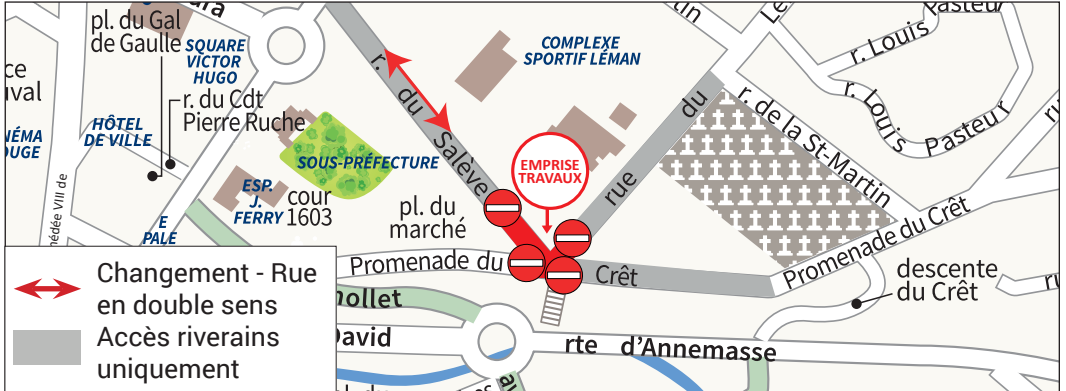 pl. du Gal
de Gaulle
SQUARE
VICTOR
HUGO
r. du Cdt
Pierre Ruche
HÔTEL
DE VILLE
SOUS-PRÉFECTURE
ESP.
J.
FERRY
cour
1603
r. du Salève
COMPLEXE
SPORTIF LÉMAN
EMPRISE
TRAVAUX
pl. du
marché
rue du
r. Louis Pasteur
r. Louis Pasteur
r. de la St-Martin
Promenade du Crêt
Promenade du Crêt
descente
du Crêt
rte d'Annemasse
David
Changement - Rue
en double sens
Accès riverains
uniquement